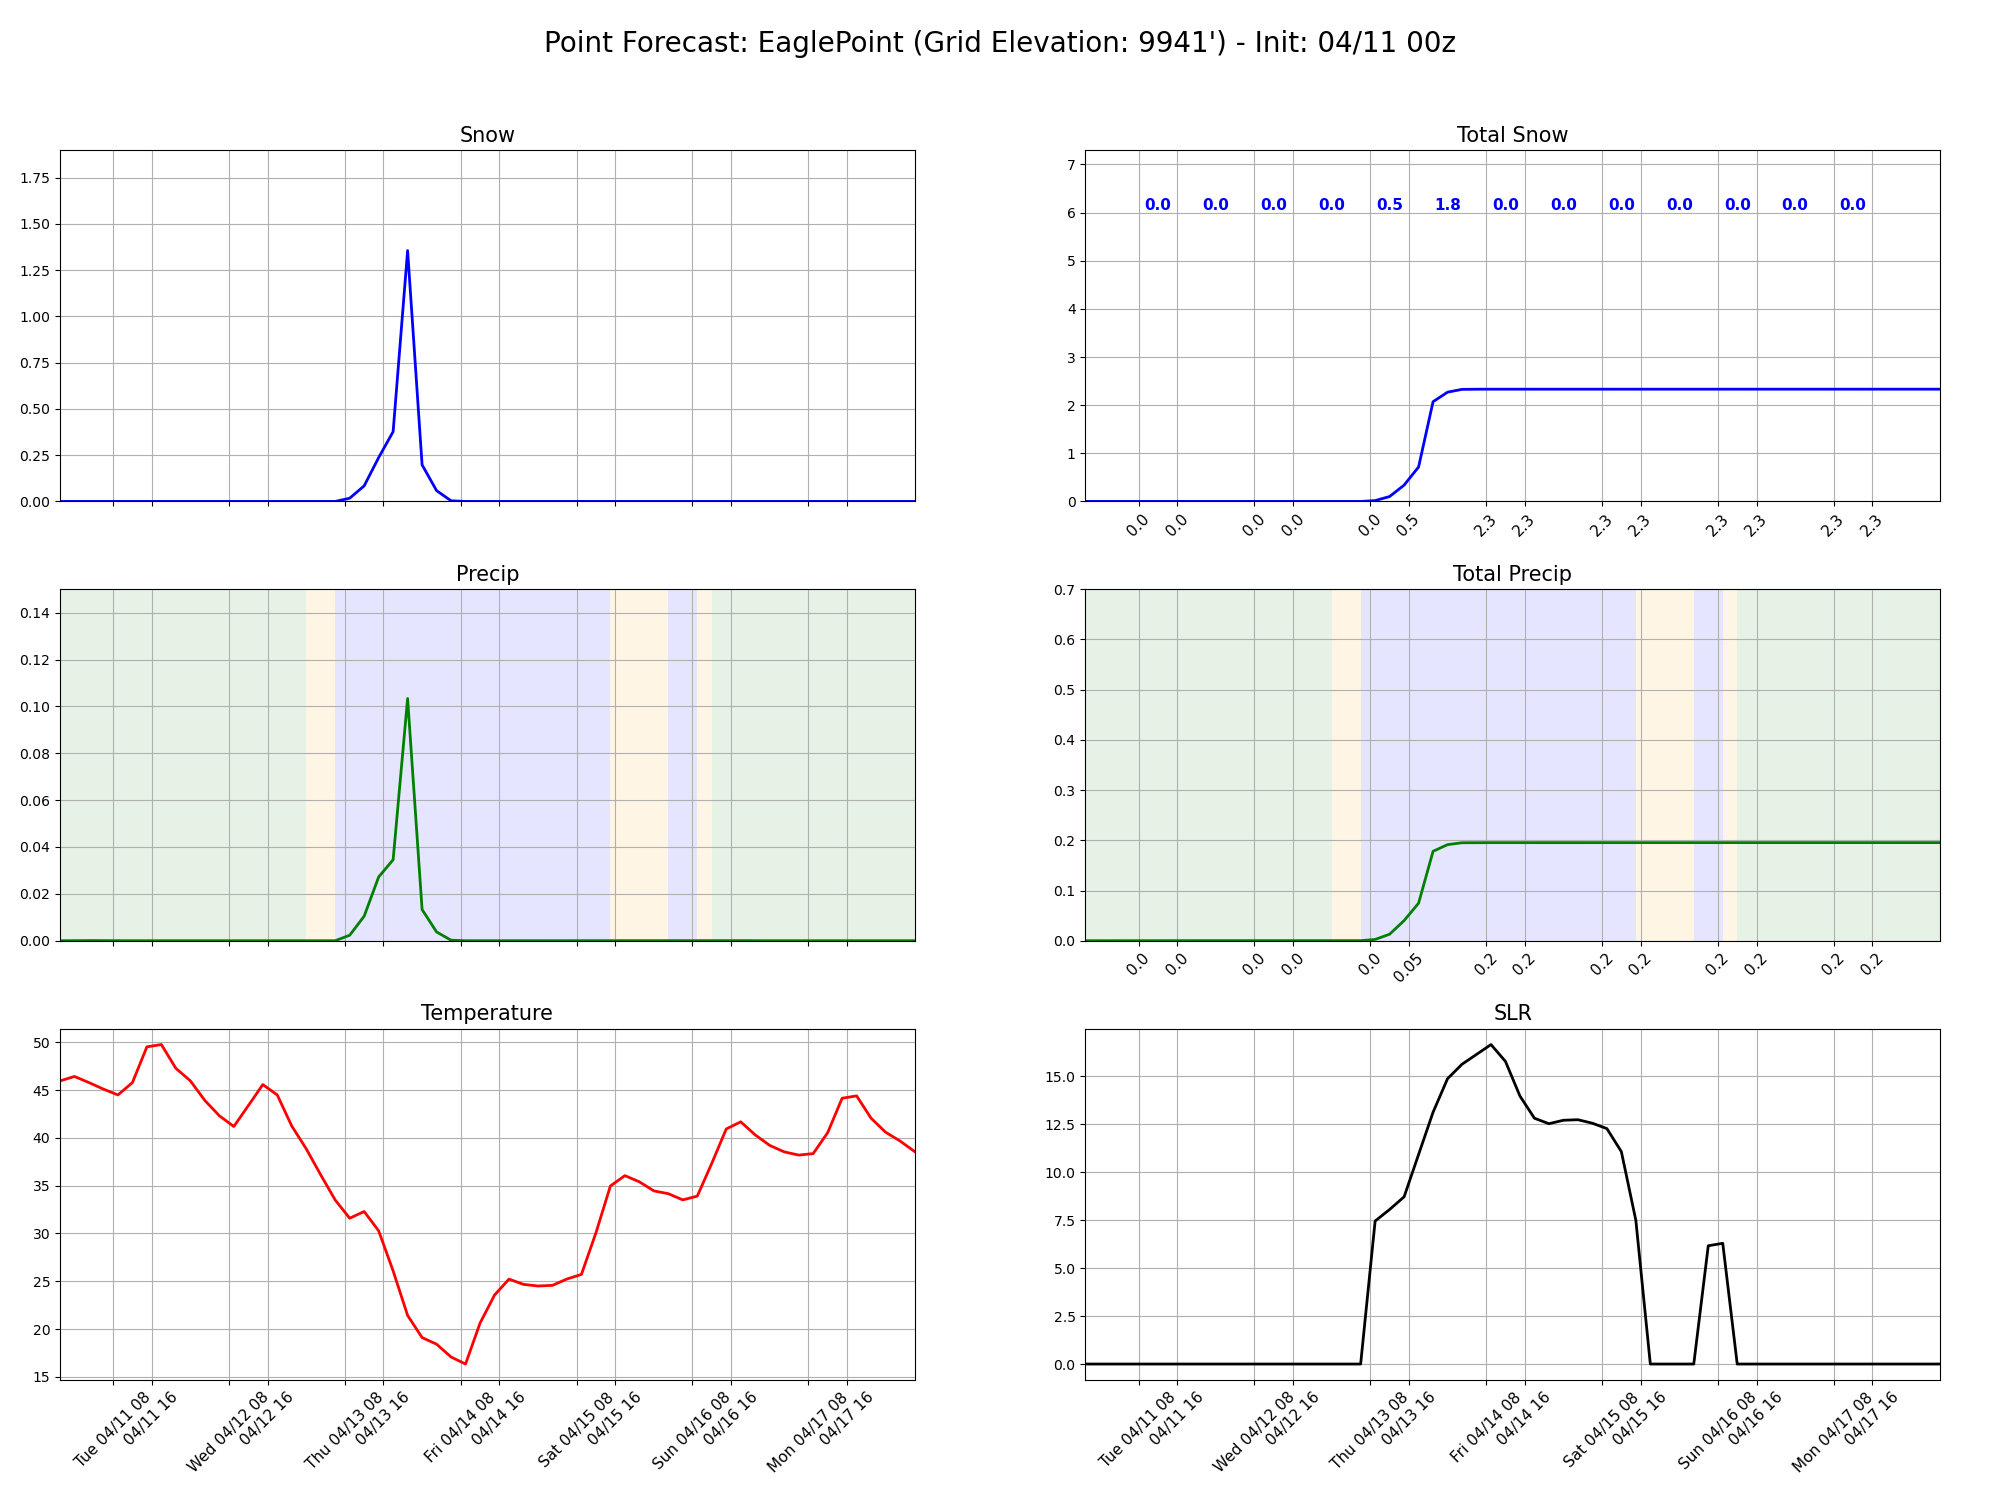 Point Forecast: EaglePoint (Grid Elevation: 9941') - Init: 04/11 00z
Snow
1.75
1.50
1.25
1.00
0.75
0.50
0.25
0.00
Total Snow
7
6
5
4
3
2
1
0
0.0 0.0 0.0 0.0 0.5 1.8 0.0 0.0 0.0 0.0 0.0 0.0 0.0
0.0 0.0 0.0 0.0 0.0 0.5 2.3 2.3 2.3 2.3 2.3 2.3 2.3 2.3
Precip
0.14
0.12
0.10
0.08
0.06
0.04
0.02
0.00
Total Precip
0.7
0.6
0.5
0.4
0.3
0.2
0.1
0.0
0.0 0.0 0.0 0.0 0.0 0.05 0.2 0.2 0.2 0.2 0.2 0.2 0.2 0.2
Temperature
50
45
40
35
30
25
20
15
Tue 04/11 08
04/11 16
Wed 04/12 08
04/12 16
Thu 04/13 08
04/13 16
Fri 04/14 08
04/14 16
Sat 04/15 08
04/15 16
Sun 04/16 08
04/16 16
Mon 04/17 08
04/17 16
SLR
15.0
12.5
10.0
7.5
5.0
2.5
0.0
Tue 04/11 08
04/11 16
Wed 04/12 08
04/12 16
Thu 04/13 08
04/13 16
Fri 04/14 08
04/14 16
Sat 04/15 08
04/15 16
Sun 04/16 08
04/16 16
Mon 04/17 08
04/17 16